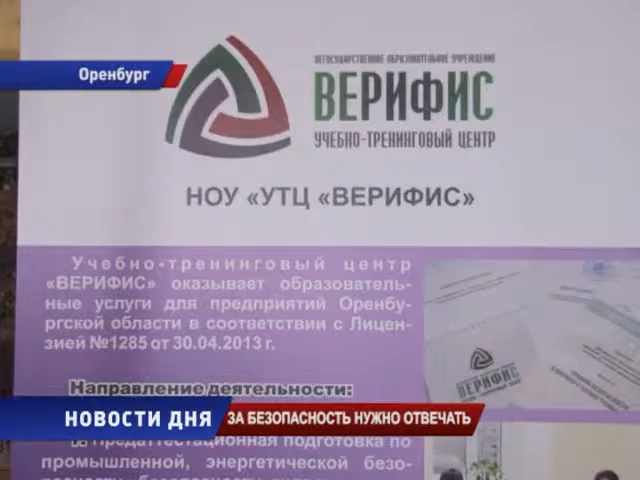 Оренбург
НЕГОСУДАРСТВЕННОЕ ОБРАЗОВАТЕЛЬНОЕ УЧРЕЖДЕНИЕ
ВЕРИФИС
УЧЕБНО-ТРЕНИНГОВЫЙ ЦЕНТР
НОУ «УТЦ «ВЕРИФИС»
Учебно-тренинговый центр
«ВЕРИФИС» оказывает образователь-
ные услуги для предприятий Оренбу-
ргской области в соответствии с Лицен-
зией №1285 от 30.04.2013 г.
ВЕРИФИС
Направление деятельности:
НОВОСТИ ДНЯ
ЗА БЕЗОПАСНОСТЬ НУЖНО ОТВЕЧАТЬ
Предаттестационная подготовка по
промышленной, энергетической безо-